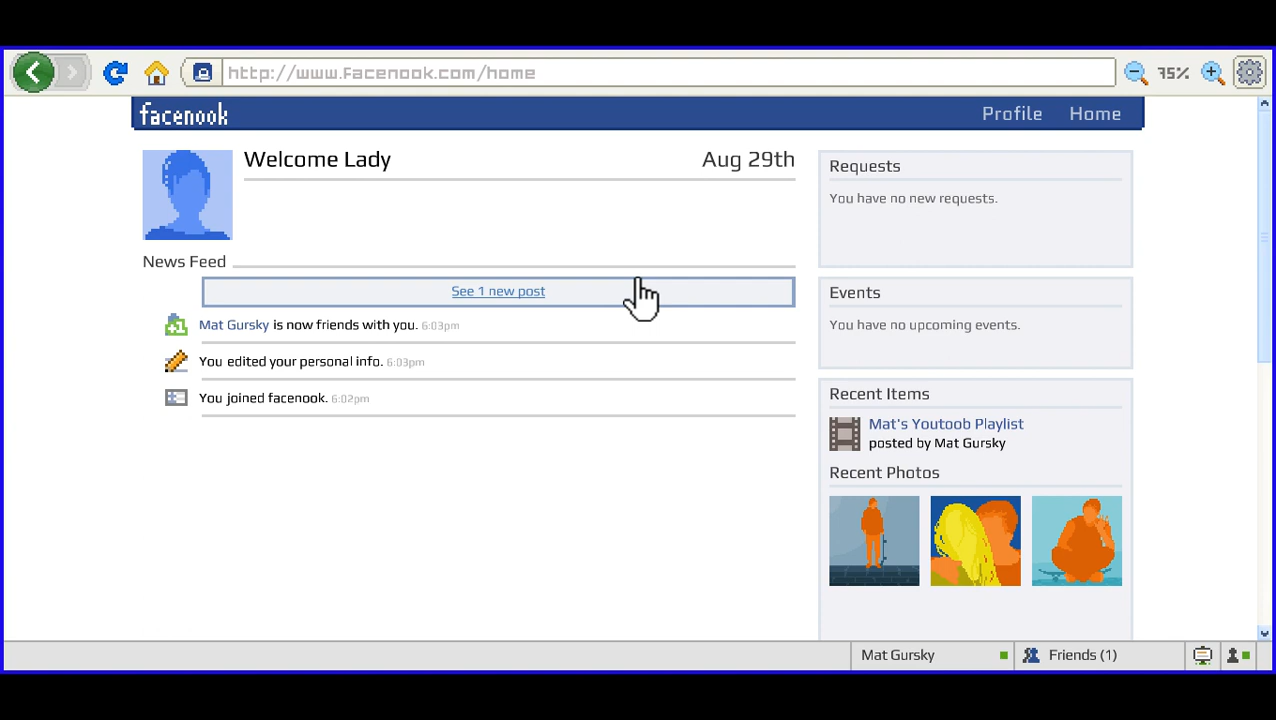 http://www.facenook.com/home
75%
facenook
Profile Home
Welcome Lady
Aug 29th
News Feed
See 1 new post
Mat Gursky is now friends with you. 6:03pm
You edited your personal info. 6:03pm
You joined facenook. 6:02pm
Requests
You have no new requests.
Events
You have no upcoming events.
Recent Items
Mat's Youtoob Playlist
posted by Mat Gursky
Recent Photos
Mat Gursky
Friends (1)